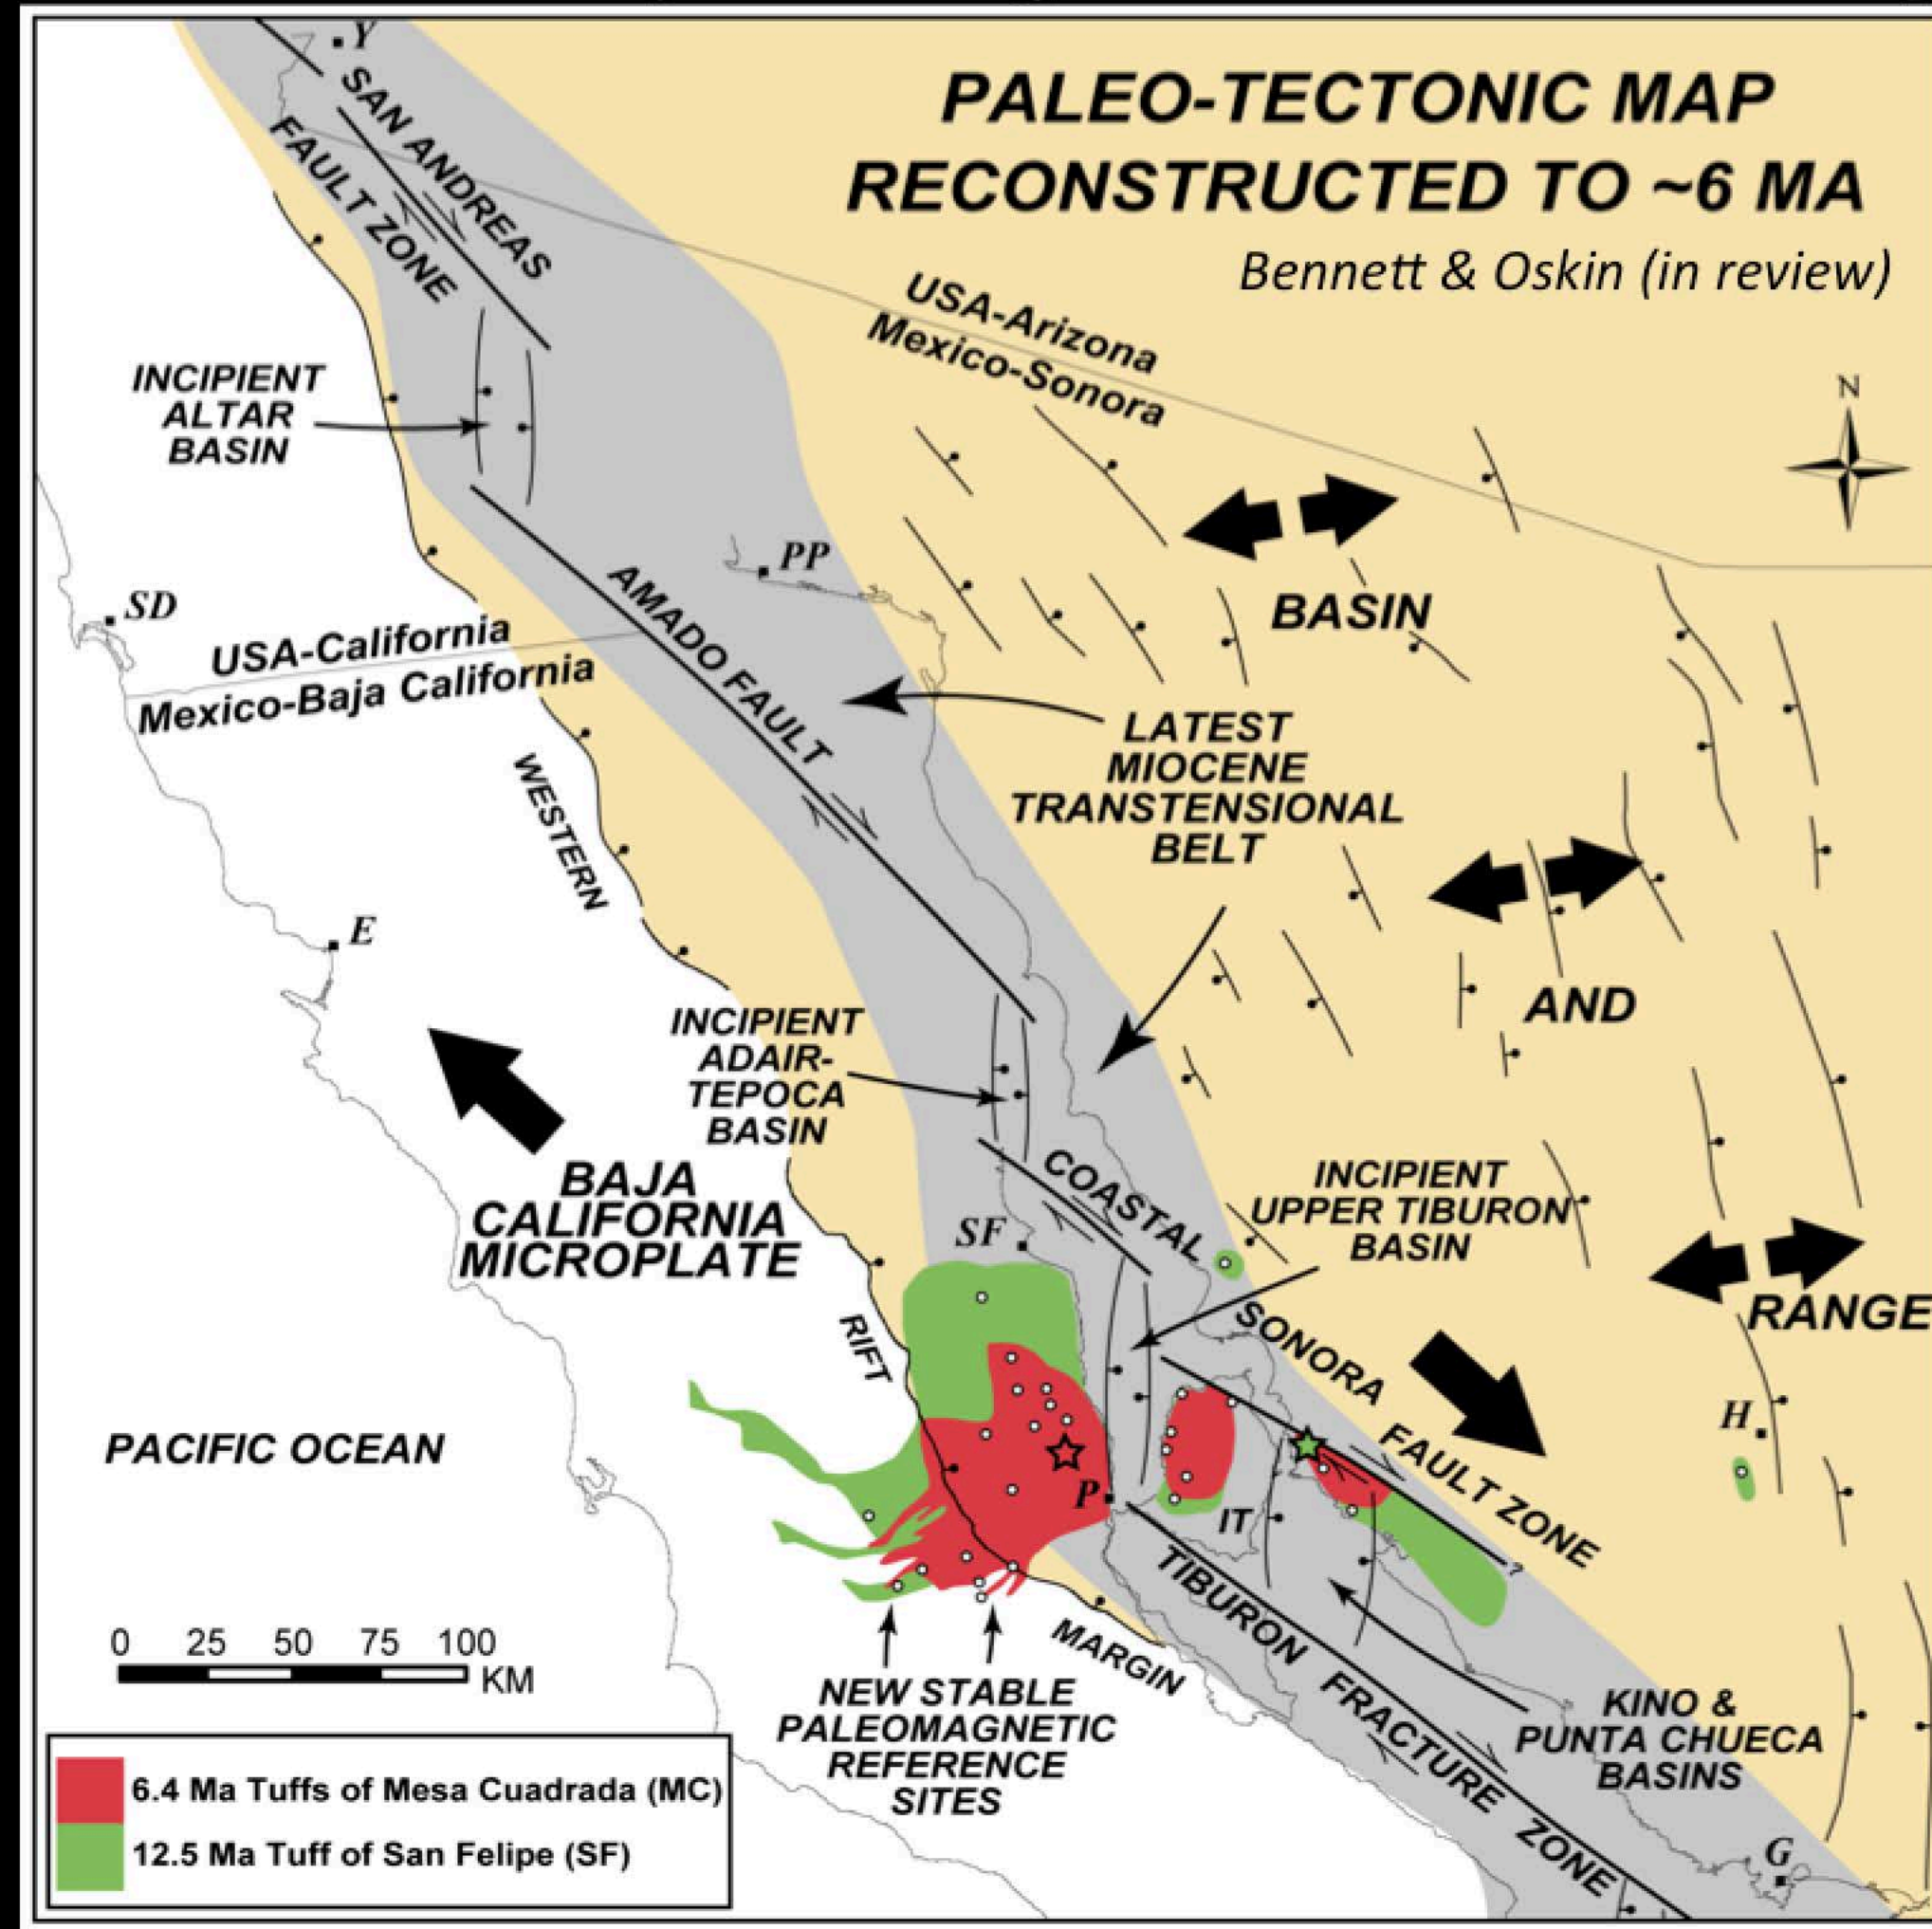 PALEO-TECTONIC MAP
RECONSTRUCTED TO ~6 MA
Bennett & Oskin (in review)
Y
SAN ANDREAS
FAULT ZONE
USA-Arizona
Mexico-Sonora
N
INCIPIENT
ALTAR
BASIN
PP
AMADO FAULT
BASIN
SD
USA-California
Mexico-Baja California
LATEST
MIOCENE
TRANSTENSIONAL
BELT
WESTERN
E
AND
INCIPIENT
ADAIR-
TEPOCA
BASIN
BAJA
CALIFORNIA
MICROPLATE
COASTAL
SF
INCIPIENT
UPPER TIBURON
BASIN
RANGE
RIFT
SONORA
FAULT ZONE
H
PACIFIC OCEAN
P
IT
?
TIBURON FRACTURE ZONE
MARGIN
0 25 50 75 100
KM
NEW STABLE
PALEOMAGNETIC
REFERENCE
SITES
KINO &
PUNTA CHUECA
BASINS
G
6.4 Ma Tuffs of Mesa Cuadrada (MC)
12.5 Ma Tuff of San Felipe (SF)